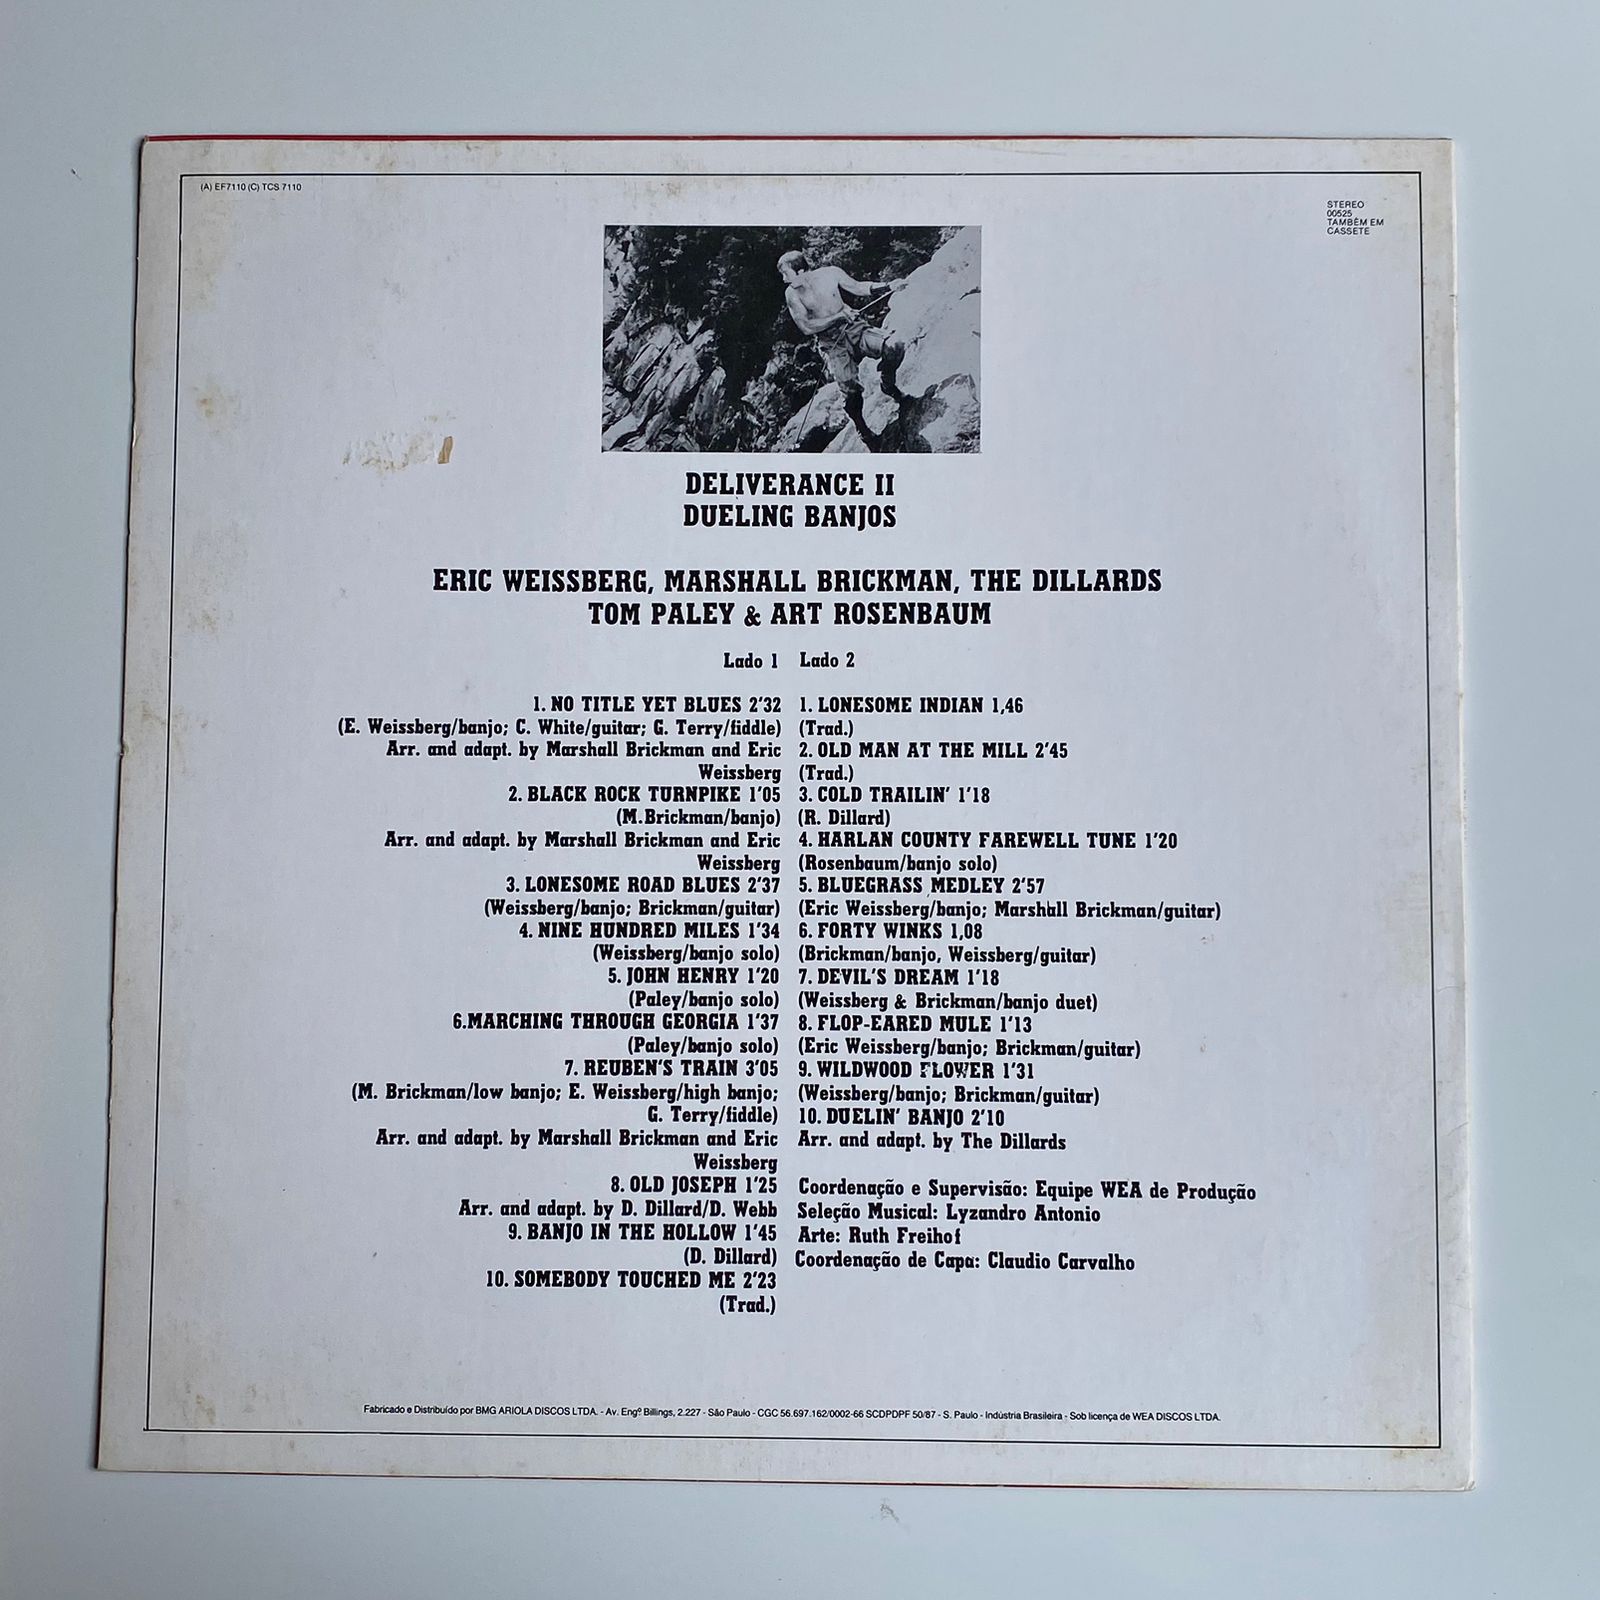 (A) EF7110 (C) TCS 7110
STEREO
00525
TAMBÉM EM
CASSETE
DELIVERANCE II
DUELING BANJOS
ERIC WEISSBERG, MARSHALL BRICKMAN, THE DILLARDS
TOM PALEY & ART ROSENBAUM
Lado 1
1. NO TITLE YET BLUES 2'32
(E. Weissberg/banjo; C. White/guitar; G. Terry/fiddle)
Arr. and adapt. by Marshall Brickman and Eric
Weissberg
2. BLACK ROCK TURNPIKE 1'05
(M.Brickman/banjo)
Arr. and adapt. by Marshall Brickman and Eric
Weissberg
3. LONESOME ROAD BLUES 2'37
(Weissberg/banjo; Brickman/guitar)
4. NINE HUNDRED MILES 1'34
(Weissberg/banjo solo)
5. JOHN HENRY 1'20
(Paley/banjo solo)
6.MARCHING THROUGH GEORGIA 1'37
(Paley/banjo solo)
7. REUBEN'S TRAIN 3'05
(M. Brickman/low banjo; E. Weissberg/high banjo;
G. Terry/fiddle)
Arr. and adapt. by Marshall Brickman and Eric
Weissberg
8. OLD JOSEPH 1'25
Arr. and adapt. by D. Dillard/D. Webb
9. BANJO IN THE HOLLOW 1'45
(D. Dillard)
10. SOMEBODY TOUCHED ME 2'23
(Trad.)
Lado 2
1. LONESOME INDIAN 1,46
(Trad.)
2. OLD MAN AT THE MILL 2'45
(Trad.)
3. COLD TRAILIN' 1'18
(R. Dillard)
4. HARLAN COUNTY FAREWELL TUNE 1'20
(Rosenbaum/banjo solo)
5. BLUEGRASS MEDLEY 2'57
(Eric Weissberg/banjo; Marshall Brickman/guitar)
6. FORTY WINKS 1,08
(Brickman/banjo, Weissberg/guitar)
7. DEVIL'S DREAM 1'18
(Weissberg & Brickman/banjo duet)
8. FLOP-EARED MULE 1'13
(Eric Weissberg/banjo; Brickman/guitar)
9. WILDWOOD FLOWER 1'31
(Weissberg/banjo; Brickman/guitar)
10. DUELIN' BANJO 2'10
Arr. and adapt. by The Dillards
Coordenação e Supervisão: Equipe WEA de Produção
Seleção Musical: Lyzandro Antonio
Arte: Ruth Freihof
Coordenação de Capa: Claudio Carvalho
Fabricado e Distribuído por BMG ARIOLA DISCOS LTDA. - Av. Engº Billings, 2.227 - São Paulo - CGC 56.697.162/0002-66 SCDPDPF 50/87 - S. Paulo - Indústria Brasileira - Sob licença de WEA DISCOS LTDA.